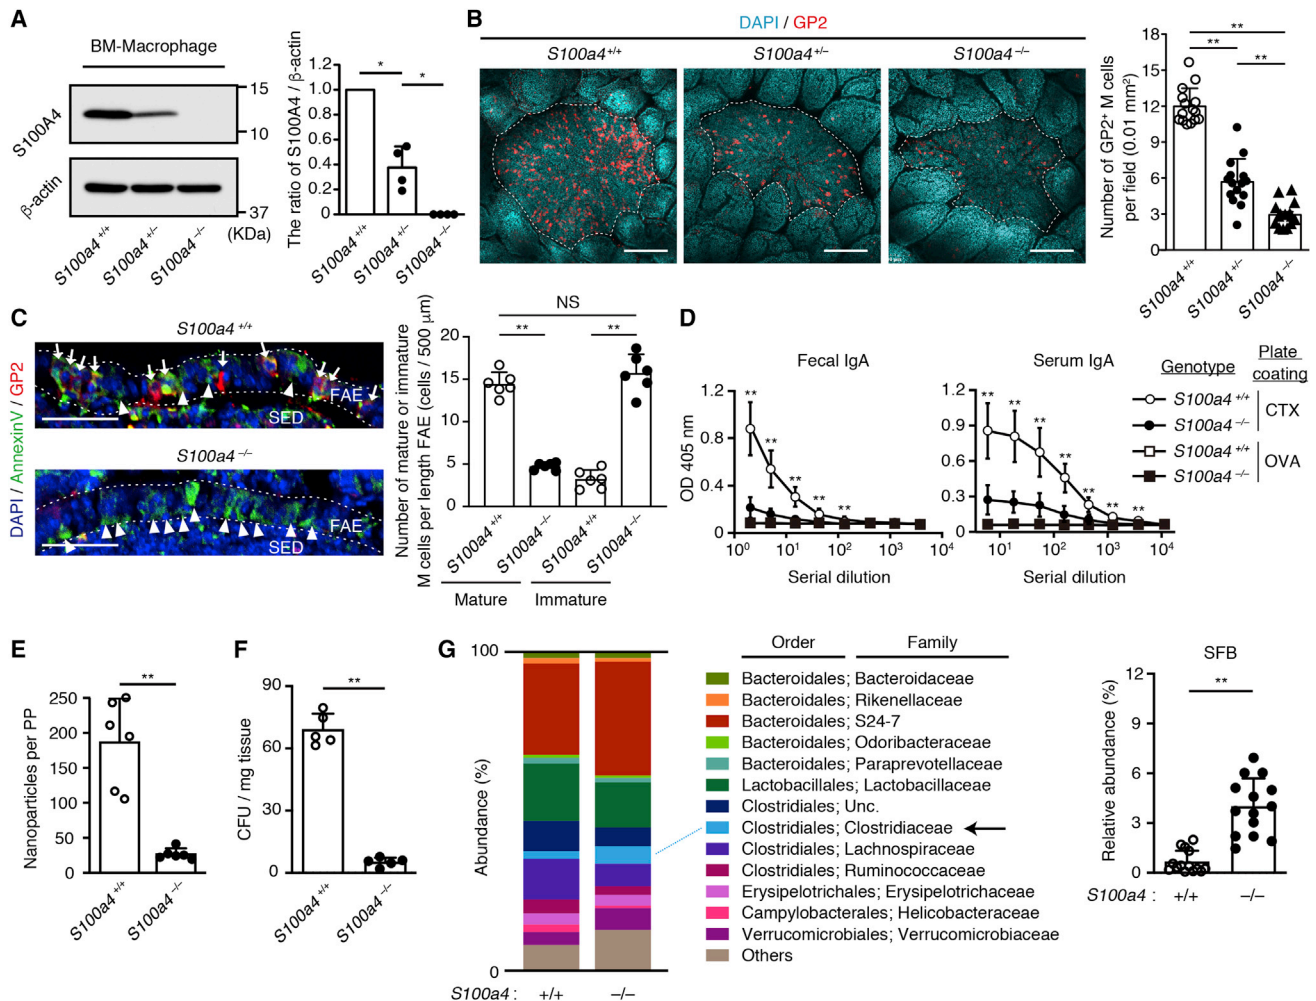 A
BM-Macrophage
S100A4
β-actin
15
10
37
(KDa)
S100a4+/+
S100a4+/–
S100a4–/–
The ratio of S100A4 / β-actin
1.2
1.0
0.8
0.6
0.4
0.2
0
*
*
S100a4+/+
S100a4+/–
S100a4–/–
B
DAPI / GP2
S100a4+/+
S100a4+/–
S100a4–/–
Number of GP2+ M cells
per field (0.01 mm2)
18
15
12
9
6
3
0
**
**
**
S100a4+/+
S100a4+/–
S100a4–/–
C
DAPI / AnnexinV / GP2
S100a4+/+
FAE
SED
S100a4–/–
FAE
SED
Number of mature or immature
M cells per length FAE (cells / 500 μm)
20
15
10
5
0
NS
**
**
S100a4+/+
S100a4–/–
S100a4+/+
S100a4–/–
Mature
Immature
D
Fecal IgA
OD 405 nm
1.2
0.8
0.4
0
**
**
**
**
**
100
101
102
103
104
Serial dilution
Serum IgA
1.2
0.9
0.6
0.3
0
**
**
**
**
**
**
**
101
102
103
104
Serial dilution
Genotype
Plate
coating
S100a4+/+
S100a4–/–
CTX
S100a4+/+
S100a4–/–
OVA
E
Nanoparticles per PP
250
200
150
100
50
0
**
S100a4+/+
S100a4–/–
F
CFU / mg tissue
90
60
30
0
**
S100a4+/+
S100a4–/–
G
Abundance (%)
100
0
S100a4 : +/+ –/–
Order Family
Bacteroidales; Bacteroidaceae
Bacteroidales; Rikenellaceae
Bacteroidales; S24-7
Bacteroidales; Odoribacteraceae
Bacteroidales; Paraprevotellaceae
Lactobacillales; Lactobacillaceae
Clostridiales; Unc.
Clostridiales; Clostridiaceae
Clostridiales; Lachnospiraceae
Clostridiales; Ruminoccaceae
Erysipelotrichales; Erysipelotrichaceae
Campylobacterales; Helicobacteraceae
Verrucomicrobiales; Verrucomicrobiaceae
Others
SFB
Relative abundance (%)
12
9
6
3
0
**
S100a4 : +/+ –/–